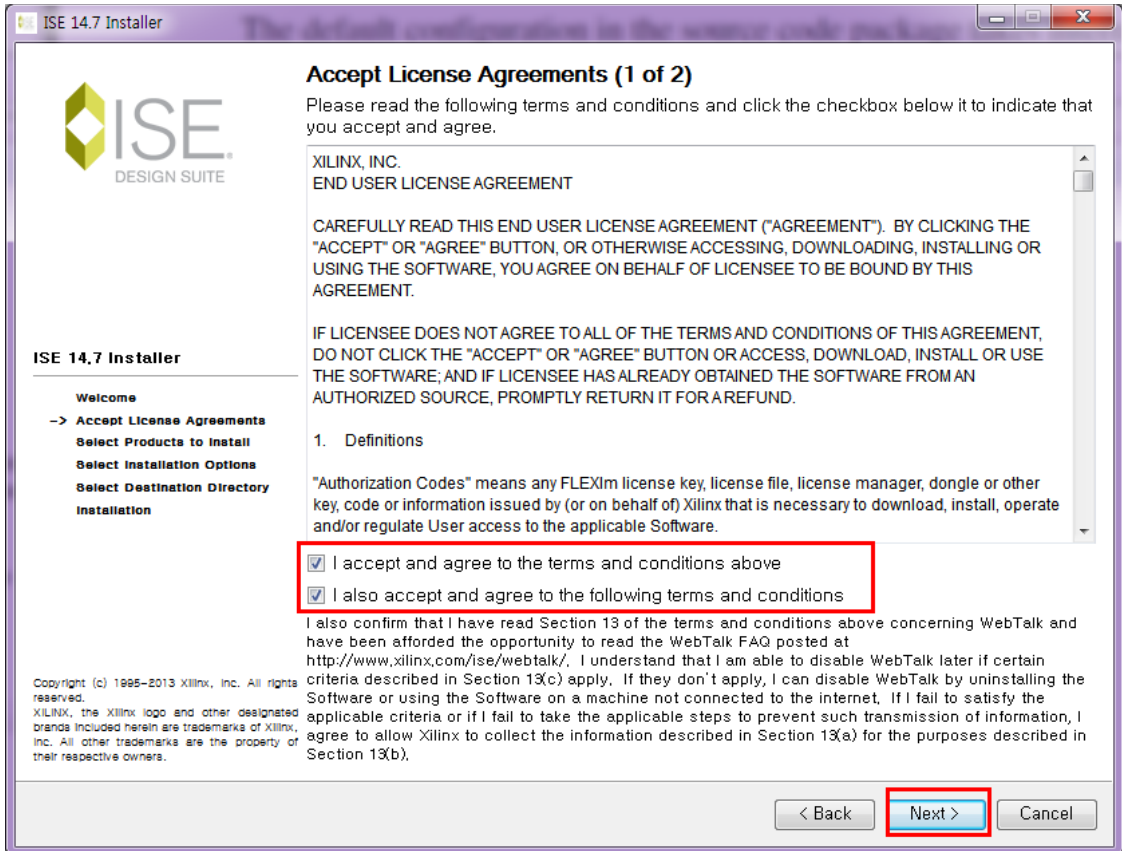 ISE 14.7 Installer
The default configuration in the source code package
ISE
DESIGN SUITE
Accept License Agreements (1 of 2)
Please read the following terms and conditions and click the checkbox below it to indicate that
you accept and agree.
XILINX, INC.
END USER LICENSE AGREEMENT
CAREFULLY READ THIS END USER LICENSE AGREEMENT ("AGREEMENT").  BY CLICKING THE
"ACCEPT" OR "AGREE" BUTTON, OR OTHERWISE ACCESSING, DOWNLOADING, INSTALLING OR
USING THE SOFTWARE, YOU AGREE ON BEHALF OF LICENSEE TO BE BOUND BY THIS
AGREEMENT.
IF LICENSEE DOES NOT AGREE TO ALL OF THE TERMS AND CONDITIONS OF THIS AGREEMENT,
DO NOT CLICK THE "ACCEPT" OR "AGREE" BUTTON OR ACCESS, DOWNLOAD, INSTALL OR USE
THE SOFTWARE; AND IF LICENSEE HAS ALREADY OBTAINED THE SOFTWARE FROM AN
AUTHORIZED SOURCE, PROMPTLY RETURN IT FOR A REFUND.
1. Definitions
"Authorization Codes" means any FLEXlm license key, license file, license manager, dongle or other
key, code or information issued by (or on behalf of) Xilinx that is necessary to download, install, operate
and/or regulate User access to the applicable Software.
ISE 14.7 Installer
Welcome
-> Accept License Agreements
Select Products to Install
Select Installation Options
Select Destination Directory
Installation
I accept and agree to the terms and conditions above
I also accept and agree to the following terms and conditions
I also confirm that I have read Section 13 of the terms and conditions above concerning WebTalk and
have been afforded the opportunity to read the WebTalk FAQ posted at
http://www.xilinx.com/ise/webtalk/. I understand that I am able to disable WebTalk later if certain
criteria described in Section 13(c) apply. If they don't apply, I can disable WebTalk by uninstalling the
Software or using the Software on a machine not connected to the internet. If I fail to satisfy the
applicable criteria or if I fail to take the applicable steps to prevent such transmission of information, I
agree to allow Xilinx to collect the information described in Section 13(a) for the purposes described in
Section 13(b).
Copyright (c) 1995-2013 Xilinx, Inc. All rights
reserved.
XILINX, the Xilinx logo and other designated
brands included herein are trademarks of Xilinx,
Inc. All other trademarks are the property of
their respective owners.
< Back
Next >
Cancel